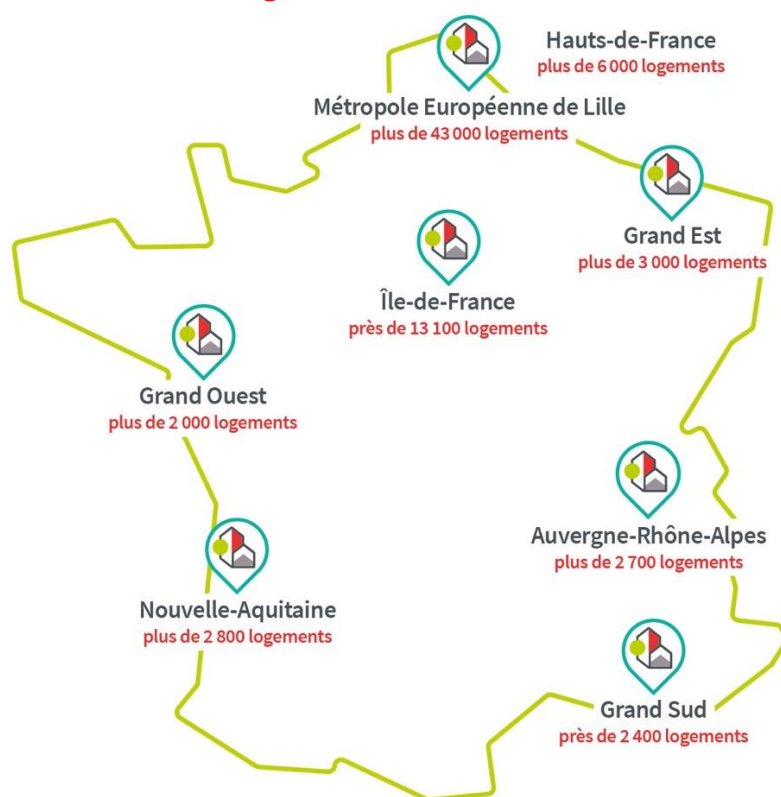 Hauts-de-France
plus de 6 000 logements
Métropole Européenne de Lille
plus de 43 000 logements
Grand Est
plus de 3 000 logements
Île-de-France
près de 13 100 logements
Grand Ouest
plus de 2 000 logements
Auvergne-Rhône-Alpes
plus de 2 700 logements
Nouvelle-Aquitaine
plus de 2 800 logements
Grand Sud
près de 2 400 logements